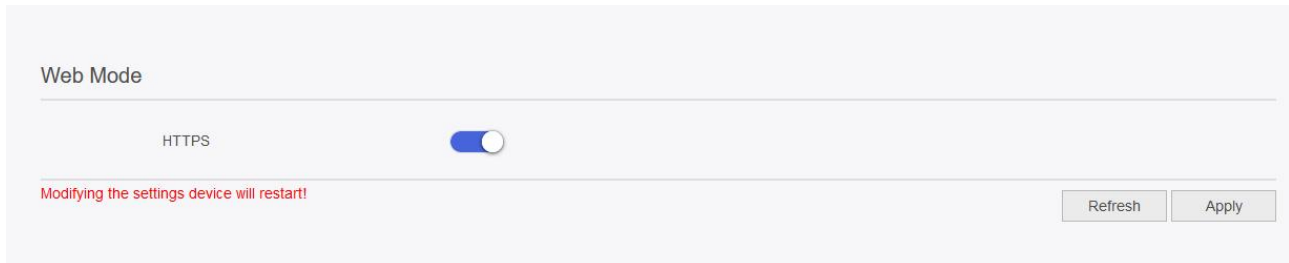 Web Mode
HTTPS
Modifying the settings device will restart!
Refresh
Apply